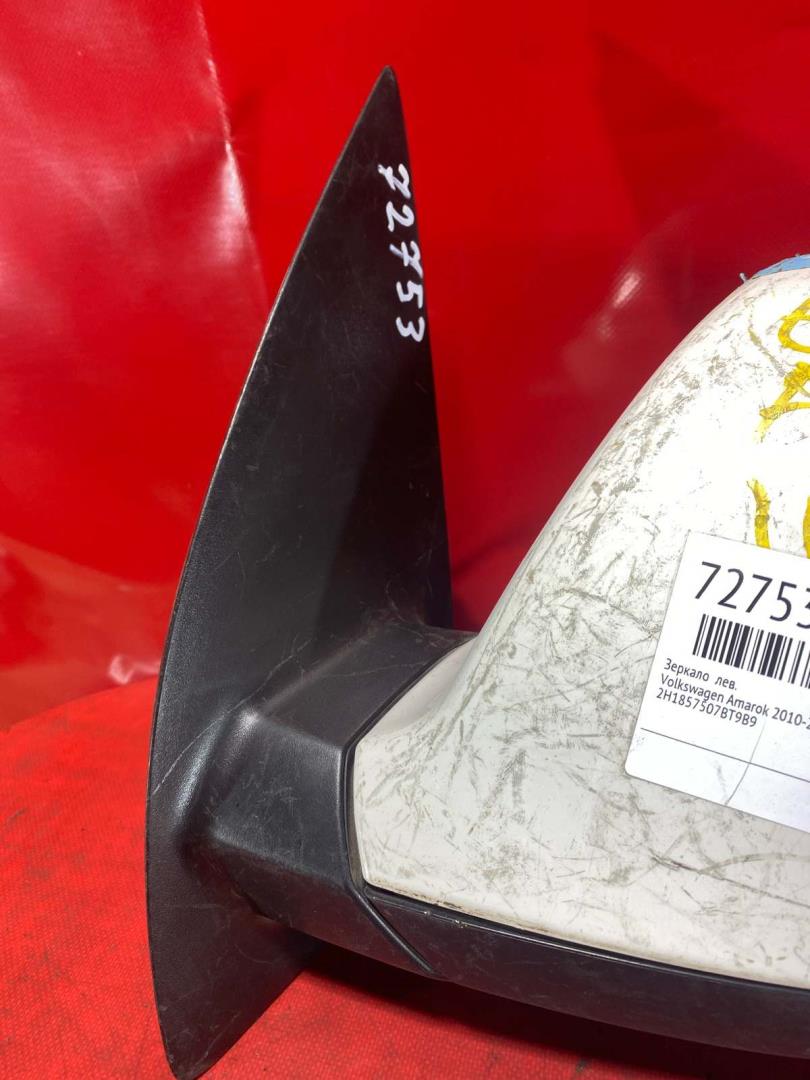 72753
72753
Зеркало лев.
Volkswagen Amarok 2010-2
2H1857507BT9B9